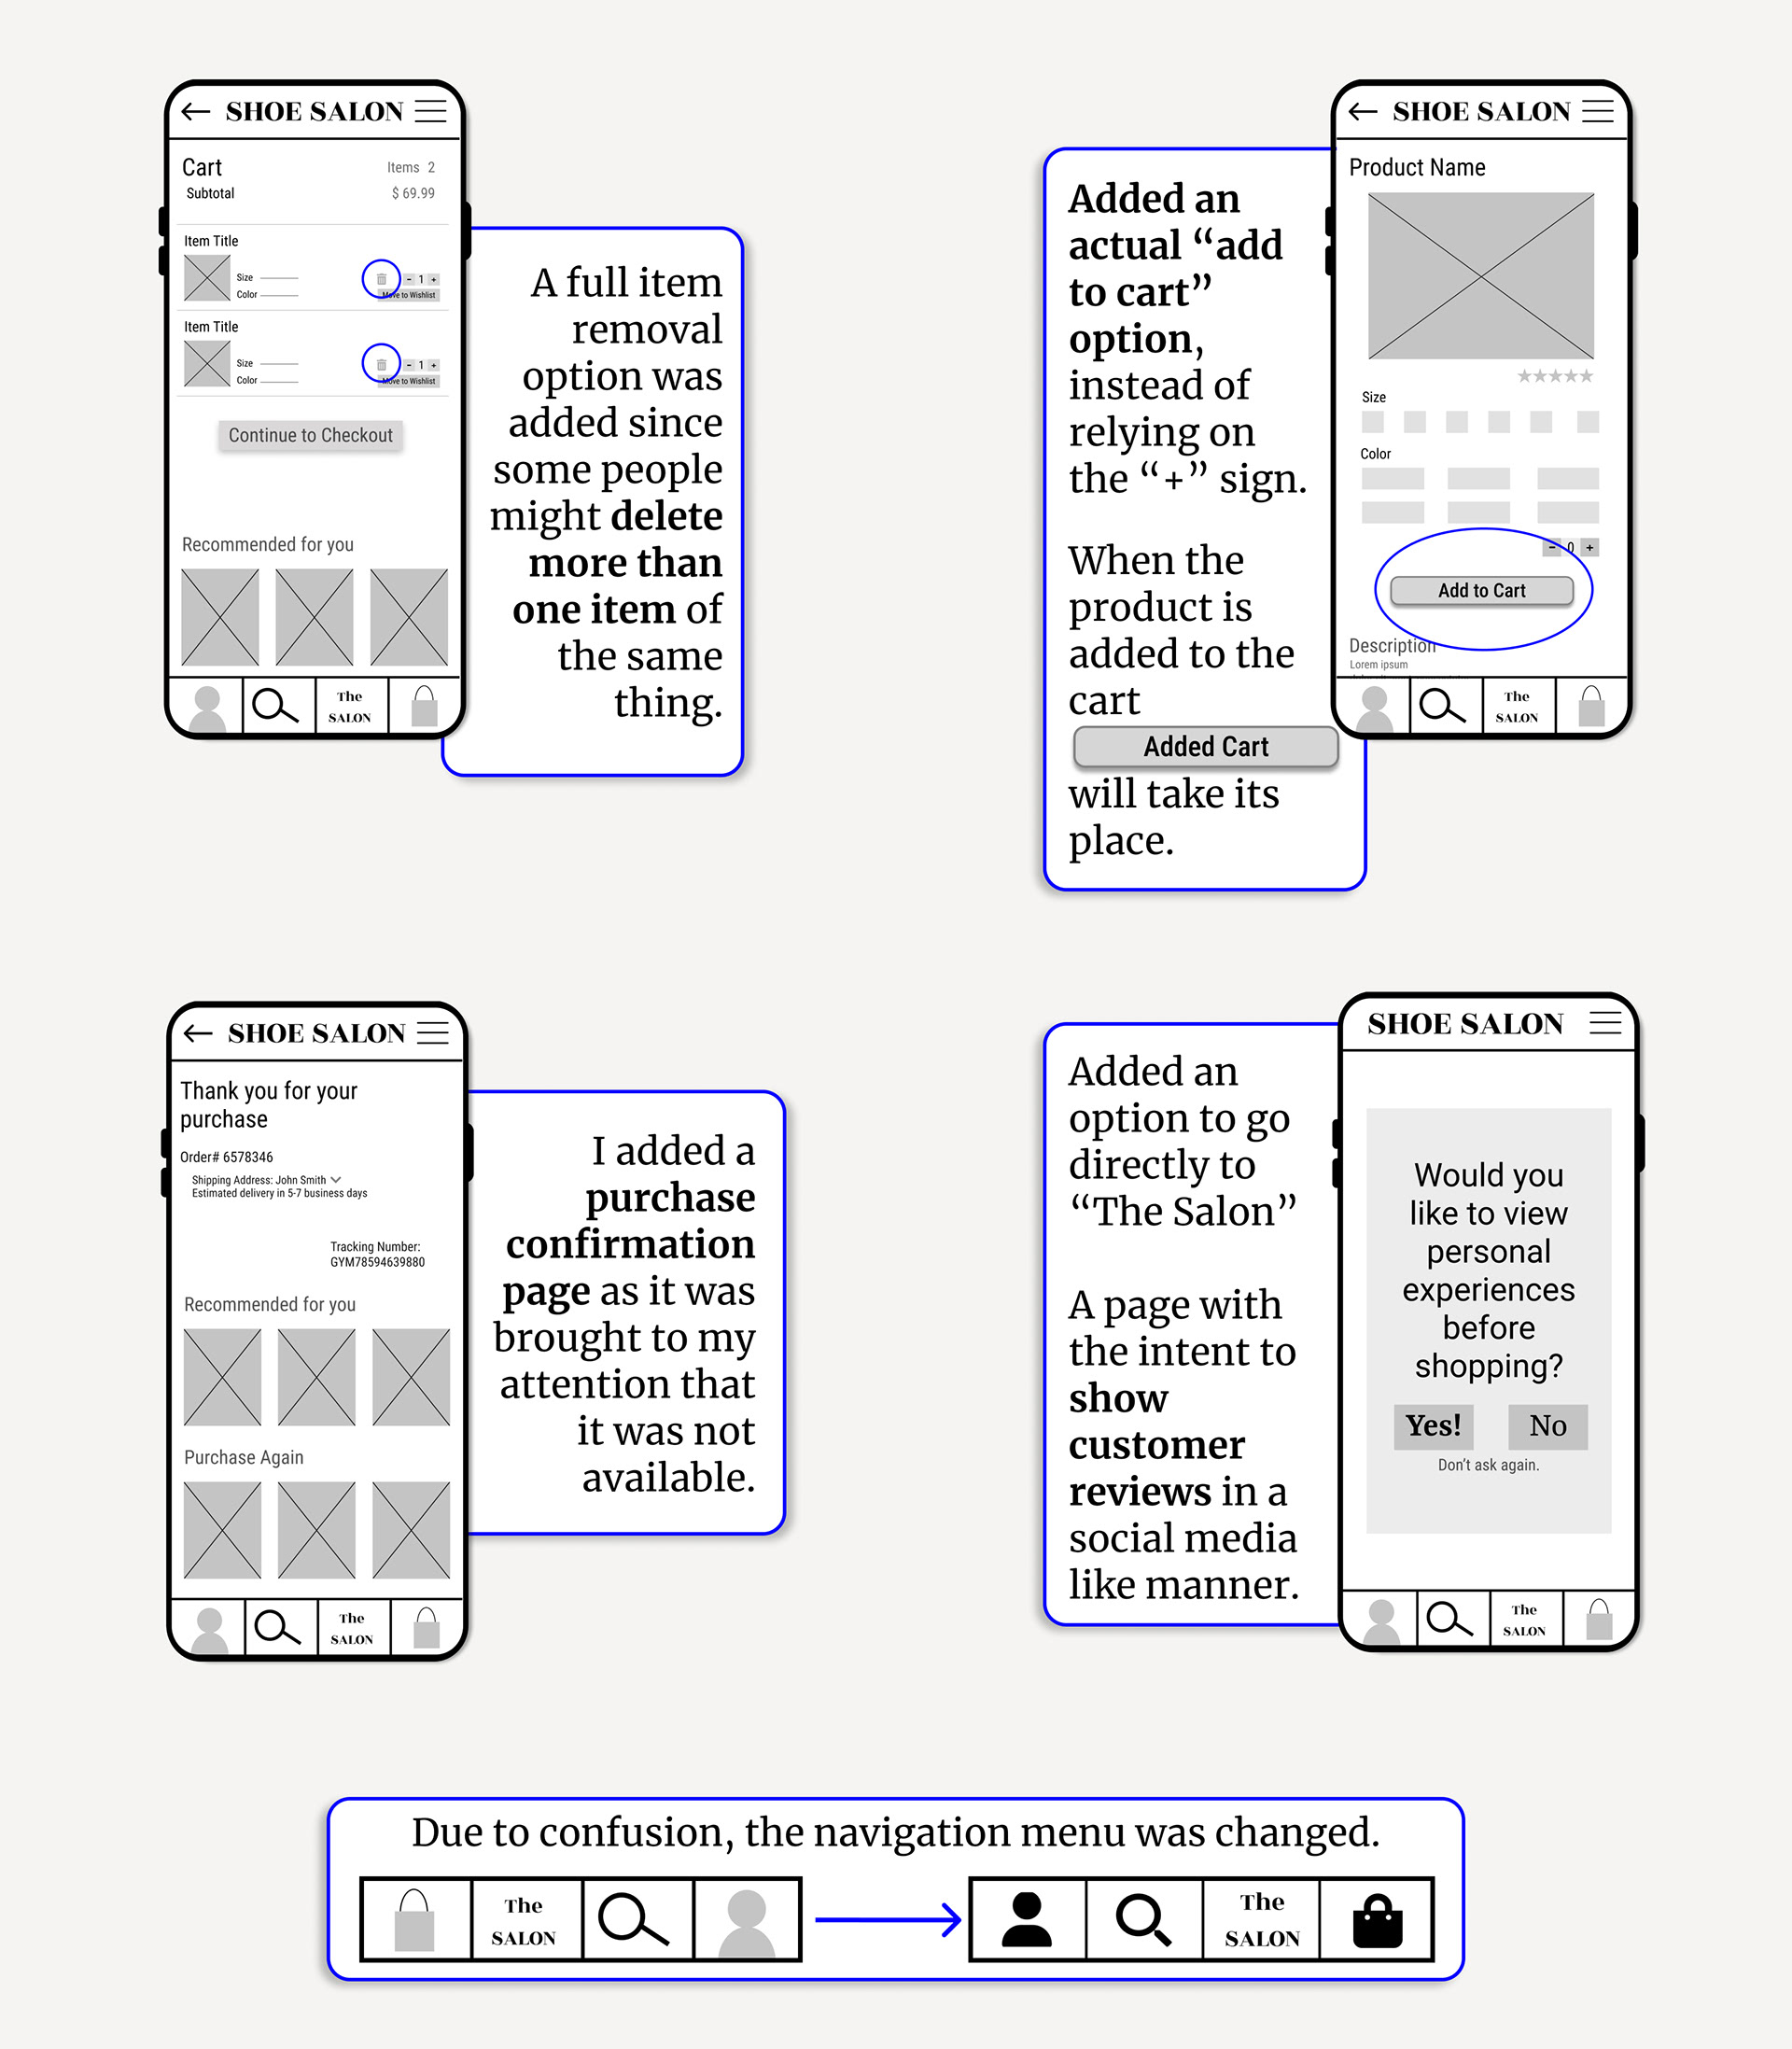 SHOE SALON
Cart
Items 2
Subtotal
$ 69.99
Item Title
Size
- 1 +
Color
Move to Wishlist
Item Title
Size
- 1 +
Color
Move to Wishlist
Continue to Checkout
Recommended for you
The
SALON
A full item
removal
option was
added since
some people
might delete
more than
one item of
the same
thing.
Added an
actual “add
to cart”
option,
instead of
relying on
the “+” sign.
When the
product is
added to the
cart
Added Cart
will take its
place.
SHOE SALON
Product Name
Size
Color
- 0 +
Add to Cart
Description
Lorem ipsum
The
SALON
SHOE SALON
Thank you for your
purchase
Order# 6578346
Shipping Address: John Smith
Estimated delivery in 5-7 business days
Tracking Number:
GYM78594639880
Recommended for you
Purchase Again
The
SALON
I added a
purchase
confirmation
page as it was
brought to my
attention that
it was not
available.
Added an
option to go
directly to
“The Salon”
A page with
the intent to
show
customer
reviews in a
social media
like manner.
SHOE SALON
Would you
like to view
personal
experiences
before
shopping?
Yes!
No
Don't ask again.
The
SALON
Due to confusion, the navigation menu was changed.
The
SALON
The
SALON